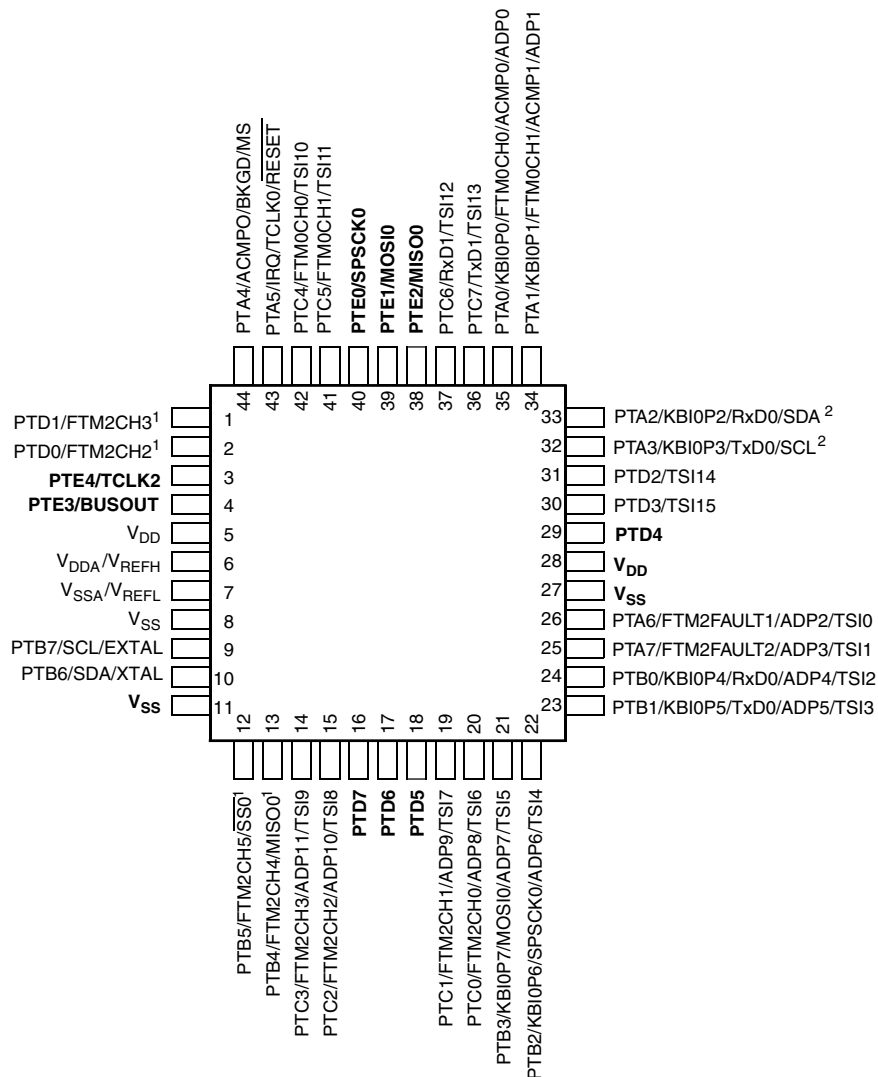 PTA4/ACMPO/BKGD/MS
PTA5/IRQ/TCLK0/RESET
PTC4/FTM0CH0/TSI10
PTC5/FTM0CH1/TSI11
PTE0/SPSCK0
PTE1/MOSI0
PTE2/MISO0
PTC6/RxD1/TSI12
PTC7/TxD1/TSI13
PTA0/KBI0P0/FTM0CH0/ACMP0/ADP0
PTA1/KBI0P1/FTM0CH1/ACMP1/ADP1
44
43
42
41
40
39
38
37
36
35
34
PTD1/FTM2CH3¹ 1
PTD0/FTM2CH2¹ 2
PTE4/TCLK2 3
PTE3/BUSOUT 4
VDD 5
VDDA/VREFH 6
VSSA/VREFL 7
VSS 8
PTB7/SCL/EXTAL 9
PTB6/SDA/XTAL 10
VSS 11
33 PTA2/KBI0P2/RxD0/SDA ²
32 PTA3/KBI0P3/TxD0/SCL²
31 PTD2/TSI14
30 PTD3/TSI15
29 PTD4
28 VDD
27 VSS
26 PTA6/FTM2FAULT1/ADP2/TSI0
25 PTA7/FTM2FAULT2/ADP3/TSI1
24 PTB0/KBI0P4/RxD0/ADP4/TSI2
23 PTB1/KBI0P5/TxD0/ADP5/TSI3
12
13
14
15
16
17
18
19
20
21
22
PTB5/FTM2CH5/SS0¹
PTB4/FTM2CH4/MISO0¹
PTC3/FTM2CH3/ADP11/TSI9
PTC2/FTM2CH2/ADP10/TSI8
PTD7
PTD6
PTD5
PTC1/FTM2CH1/ADP9/TSI7
PTC0/FTM2CH0/ADP8/TSI6
PTB3/KBI0P7/MOSI0/ADP7/TSI5
PTB2/KBI0P6/SPSCK0/ADP6/TSI4